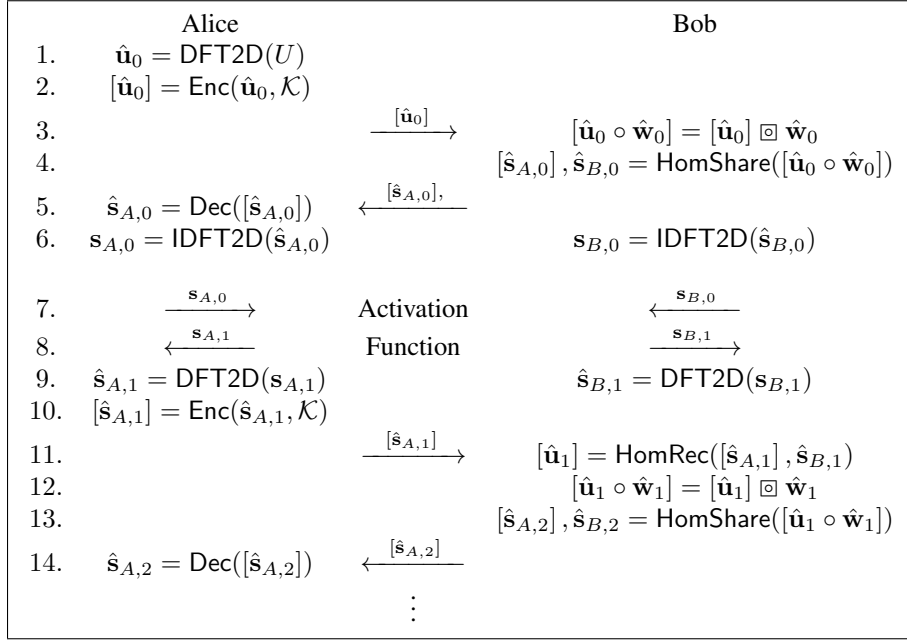 Alice Bob
1. û₀ = DFT2D(U)
2. [û₀] = Enc(û₀, 𝒦)
3. [û₀] ⟶ [û₀ ∘ ŵ₀] = [û₀] ⊡ ŵ₀
4. [ŝ_{A,0}], ŝ_{B,0} = HomShare([û₀ ∘ ŵ₀])
5. ŝ_{A,0} = Dec([ŝ_{A,0}]) ⟵ [ŝ_{A,0}],
6. s_{A,0} = IDFT2D(ŝ_{A,0}) s_{B,0} = IDFT2D(ŝ_{B,0})
7. s_{A,0} ⟶ Activation s_{B,0} ⟵
8. s_{A,1} ⟵ Function s_{B,1} ⟶
9. ŝ_{A,1} = DFT2D(s_{A,1}) ŝ_{B,1} = DFT2D(s_{B,1})
10. [ŝ_{A,1}] = Enc(ŝ_{A,1}, 𝒦)
11. [ŝ_{A,1}] ⟶ [û₁] = HomRec([ŝ_{A,1}], ŝ_{B,1})
12. [û₁ ∘ ŵ₁] = [û₁] ⊡ ŵ₁
13. [ŝ_{A,2}], ŝ_{B,2} = HomShare([û₁ ∘ ŵ₁])
14. ŝ_{A,2} = Dec([ŝ_{A,2}]) ⟵ [ŝ_{A,2}]
⋮